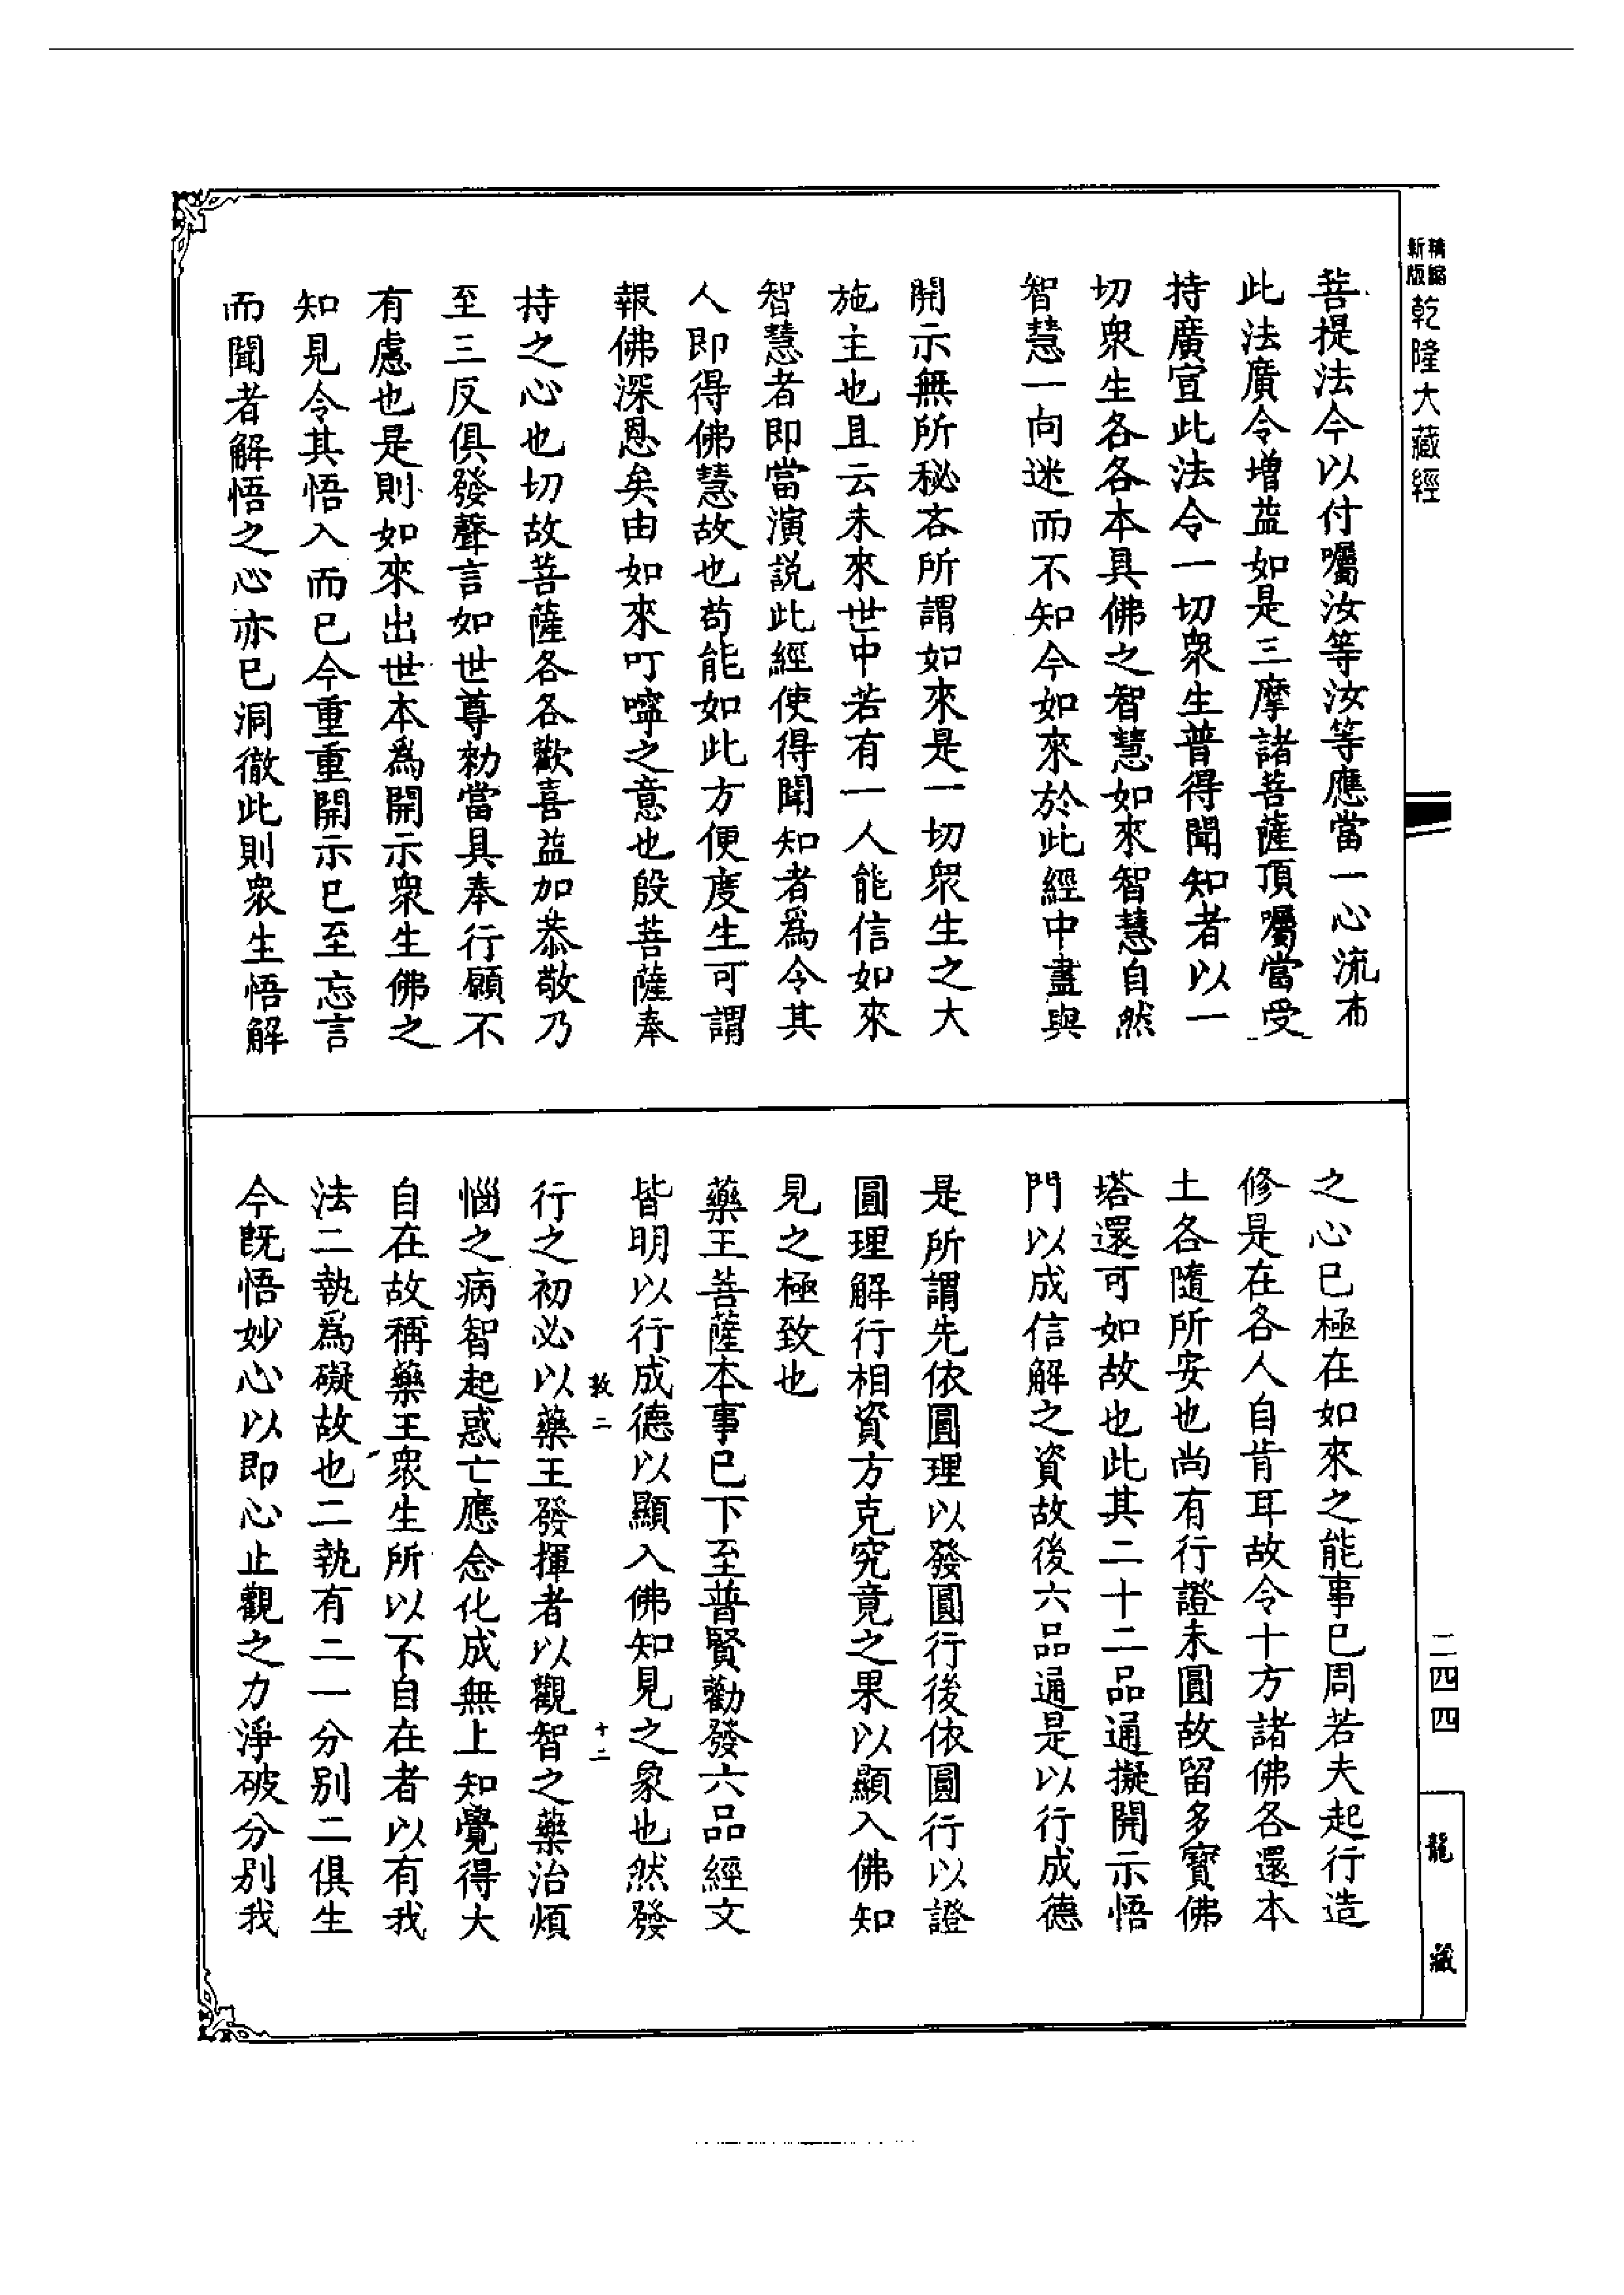 精縮新版乾隆大藏經
菩提法今以付囑汝等汝等應當一心流布
此法廣令增益如是三摩諸菩薩頂囑當受
持廣宣此法令一切衆生普得聞知者以一
切衆生各各本具佛之智慧如來智慧自然
智慧一向迷而不知今如來於此經中盡與
開示無所秘吝所謂如來是一切衆生之大
施主也且云未來世中若有一人能信如來
智慧者即當演說此經使得聞知者爲令其
人即得佛慧故也苟能如此方便度生可謂
報佛深恩矣由如來叮嚀之意也殷菩薩奉
持之心也切故菩薩各各歡喜益加恭敬乃
至三反俱發聲言如世尊勑當具奉行願不
有慮也是則如來出世本爲開示衆生佛之
知見令其悟入而已今重重開示已至忘言
而聞者解悟之心亦已洞徹此則衆生悟解
之心已極在如來之能事已周若夫起行造
修是在各人自肯耳故令十方諸佛各還本
土各隨所安也尚有行證未圓故留多寶佛
塔還可如故也此其二十二品通擬開示悟
門以成信解之資故後六品通是以行成德
是所謂先依圓理以發圓行後依圓行以證
圓理解行相資方克究竟之果以顯入佛知
見之極致也
藥王菩薩本事已下至普賢勸發六品經文
皆明以行成德以顯入佛知見之象也然發
敦二 十二
行之初必以藥王發揮者以觀智之藥治煩
惱之病智起惑亡應念化成無上知覺得大
自在故稱藥王衆生所以不自在者以有我
法二執爲礙故也二執有二一分別二俱生
今既悟妙心以即心止觀之力淨破分別我
二四四
龍藏